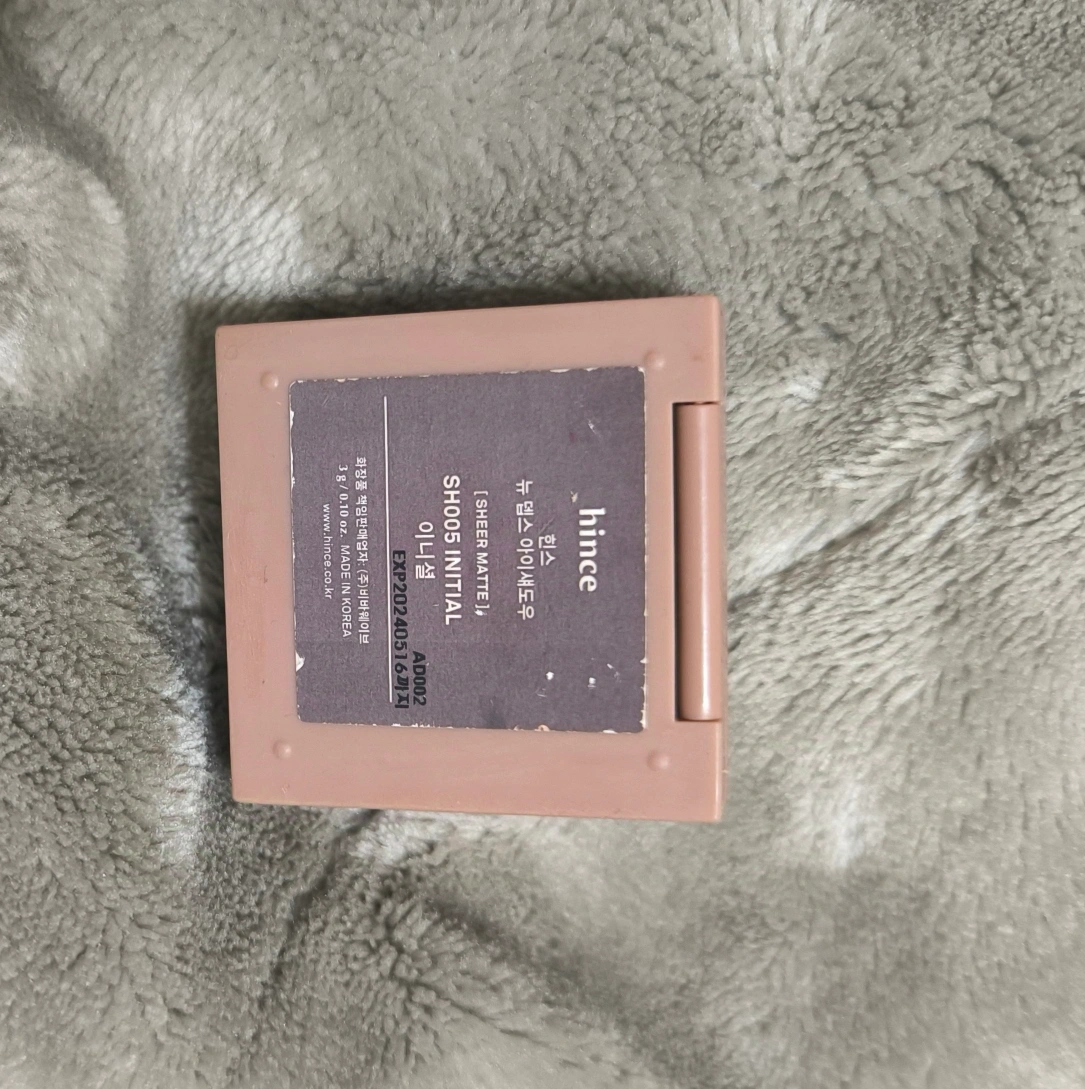 hince
힌스
뉴 뎁스 아이섀도우
[ SHEER MATTE ]
SH005 INITIAL
이니셜
AD002
EXP20240516까지
화장품 책임판매업자: (주)비바웨이브
3 g / 0.10 oz. MADE IN KOREA
www.hince.co.kr